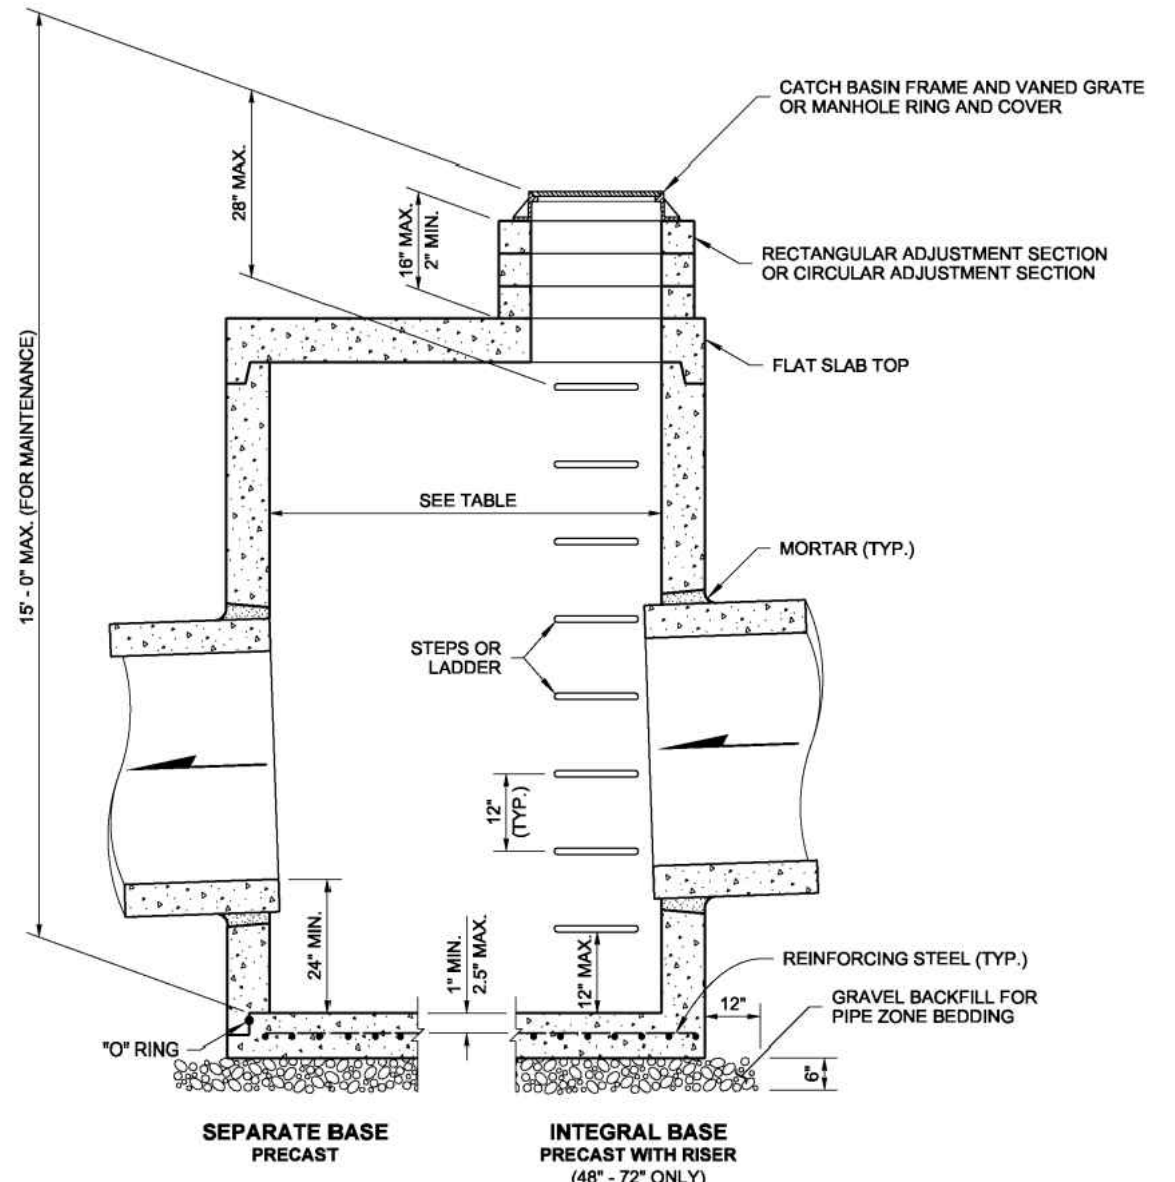 CATCH BASIN FRAME AND VANED GRATE
OR MANHOLE RING AND COVER
28" MAX.
16" MAX.
2" MIN.
RECTANGULAR ADJUSTMENT SECTION
OR CIRCULAR ADJUSTMENT SECTION
15' - 0" MAX. (FOR MAINTENANCE)
FLAT SLAB TOP
SEE TABLE
MORTAR (TYP.)
STEPS OR
LADDER
12"
(TYP.)
24" MIN.
1" MIN.
2.5" MAX.
12" MAX.
REINFORCING STEEL (TYP.)
12"
GRAVEL BACKFILL FOR
PIPE ZONE BEDDING
"O" RING
6"
SEPARATE BASE
PRECAST
INTEGRAL BASE
PRECAST WITH RISER
(48" - 72" ONLY)